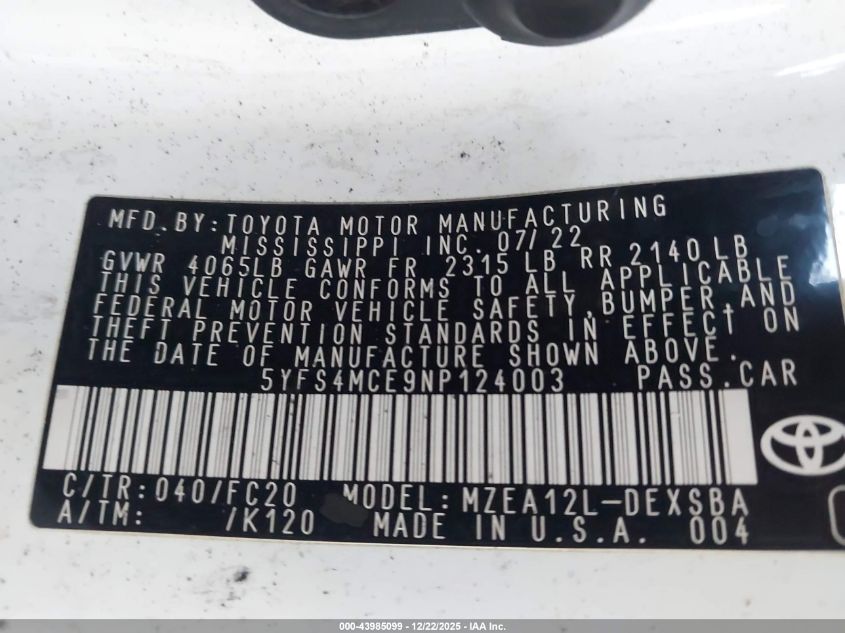 MFD.BY:TOYOTA MOTOR MANUFACTURING
MISSISSIPPI INC. 07/22
GVWR 4065LB GAWR FR 2315 LB RR 2140 LB
THIS VEHICLE CONFORMS TO ALL APPLICABLE
FEDERAL MOTOR VEHICLE SAFETY,BUMPER,AND
THEFT PREVENTION STANDARDS IN EFFECT ON
THE DATE OF MANUFACTURE SHOWN ABOVE.
5YFS4MCE9NP124003 PASS.CAR
C/TR:040/FC20 MODEL:MZEA12L-DEXSBA
A/TM: /K120 MADE IN U.S.A. 004
000-43985099 • 12/22/2025 • IAA Inc.